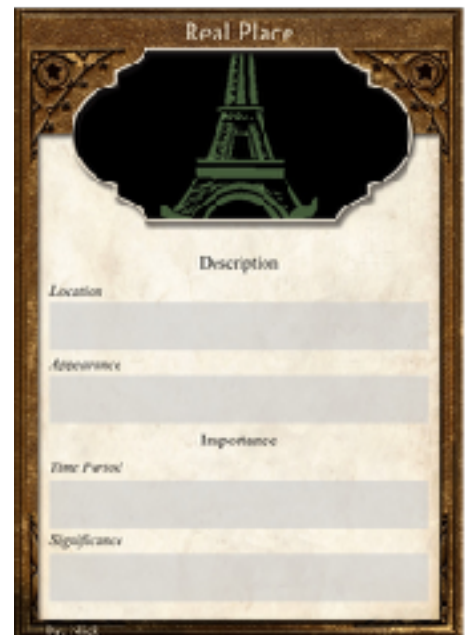 Real Place
Description
Location
Appearance
Importance
Time Period
Significance